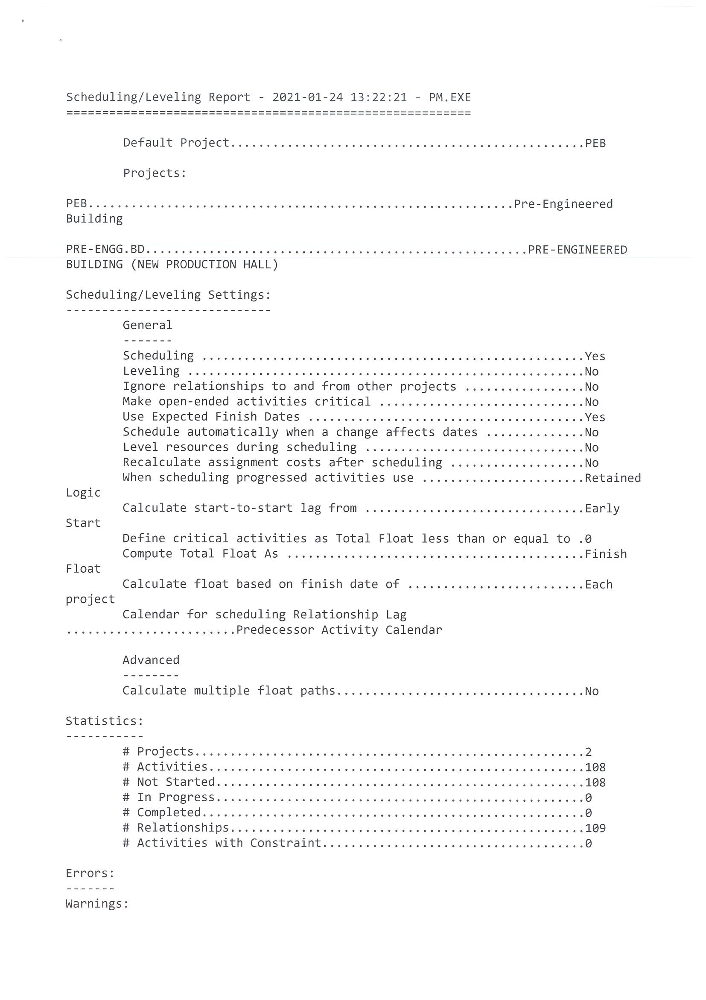 Scheduling/Leveling Report - 2021-01-24 13:22:21 - PM.EXE
=========================================================
Default Project..................................................PEB
Projects:
PEB............................................................Pre-Engineered
Building
PRE-ENGG.BD......................................................PRE-ENGINEERED
BUILDING (NEW PRODUCTION HALL)
Scheduling/Leveling Settings:
-----------------------------
General
-------
Scheduling ......................................................Yes
Leveling ........................................................No
Ignore relationships to and from other projects .................No
Make open-ended activities critical .............................No
Use Expected Finish Dates .......................................Yes
Schedule automatically when a change affects dates ..............No
Level resources during scheduling ...............................No
Recalculate assignment costs after scheduling ...................No
When scheduling progressed activities use .......................Retained
Logic
Calculate start-to-start lag from ...............................Early
Start
Define critical activities as Total Float less than or equal to .0
Compute Total Float As ..........................................Finish
Float
Calculate float based on finish date of .........................Each
project
Calendar for scheduling Relationship Lag
........................Predecessor Activity Calendar
Advanced
--------
Calculate multiple float paths...................................No
Statistics:
-----------
# Projects.......................................................2
# Activities.....................................................108
# Not Started....................................................108
# In Progress....................................................0
# Completed......................................................0
# Relationships..................................................109
# Activities with Constraint.....................................0
Errors:
-------
Warnings: